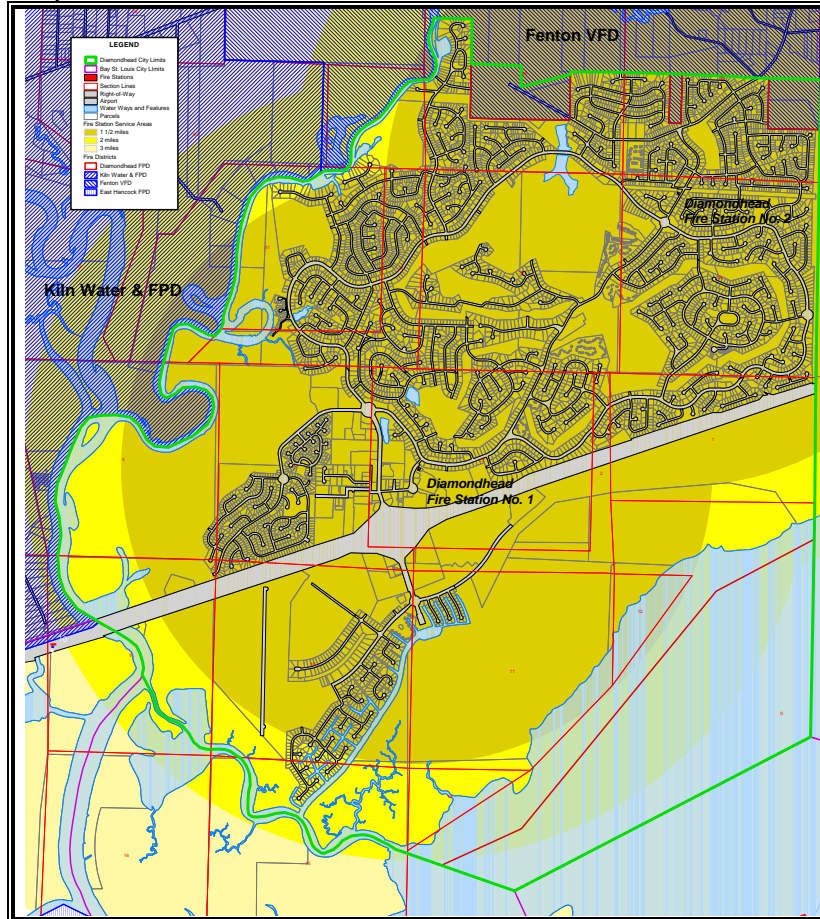 Fenton VFD
LEGEND
Diamondhead City Limits
Bay St. Louis City LImits
Fire Stations
Section Lines
Right-of-Way
Airport
Water Ways and Features
Parcels
Fire Station Service Areas
1 1/2 miles
2 miles
3 miles
Fire Districts
Diamondhead FPD
Kiln Water & FPD
Fenton VFD
East Hancock FPD
Diamondhead
Fire Station No. 2
Kiln Water & FPD
Diamondhead
Fire Station No. 1